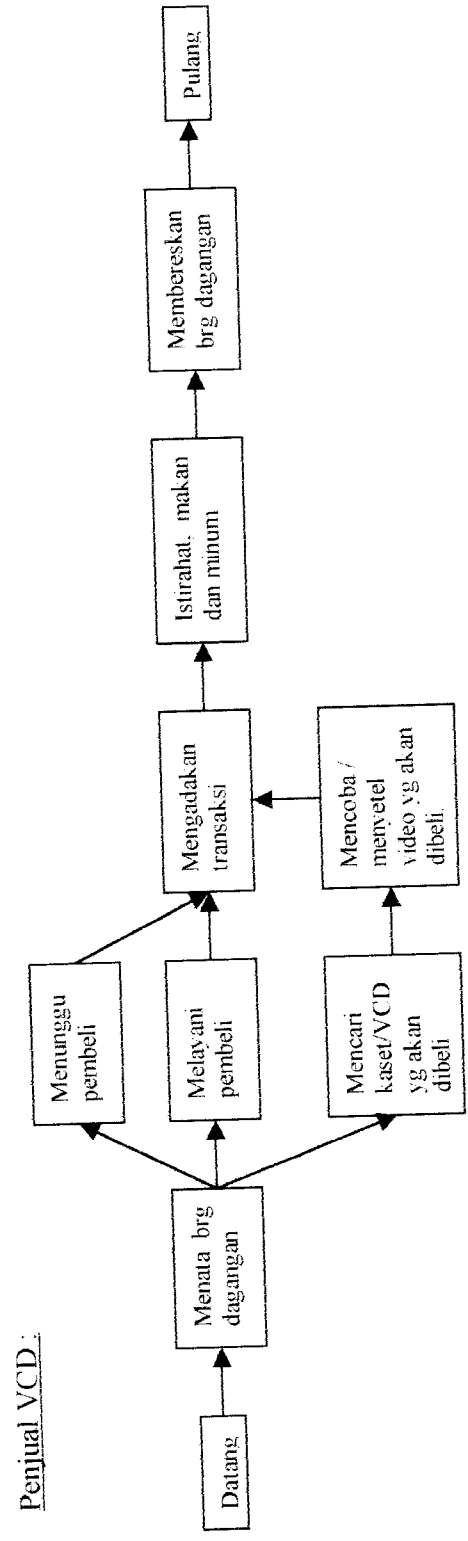 Penjual VCD :
Datang
Menata brg
dagangan
Menunggu
pembeli
Melayani
pembeli
Mencari
kaset/VCD
yg akan
dibeli
Mencoba /
menyetel
video yg akan
dibeli.
Mengadakan
transaksi
Istirahat, makan
dan minum
Membereskan
brg dagangan
Pulang